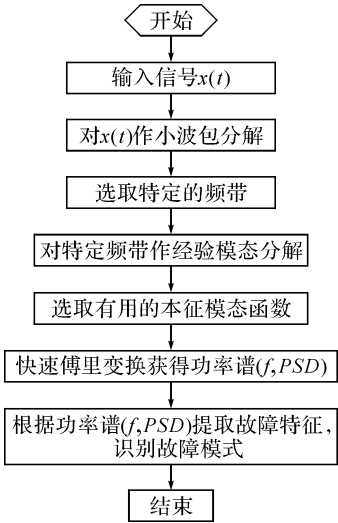 开始
输入信号x(t)
对x(t)作小波包分解
选取特定的频带
对特定频带作经验模态分解
选取有用的本征模态函数
快速傅里变换获得功率谱(f,PSD)
根据功率谱(f,PSD)提取故障特征,
识别故障模式
结束